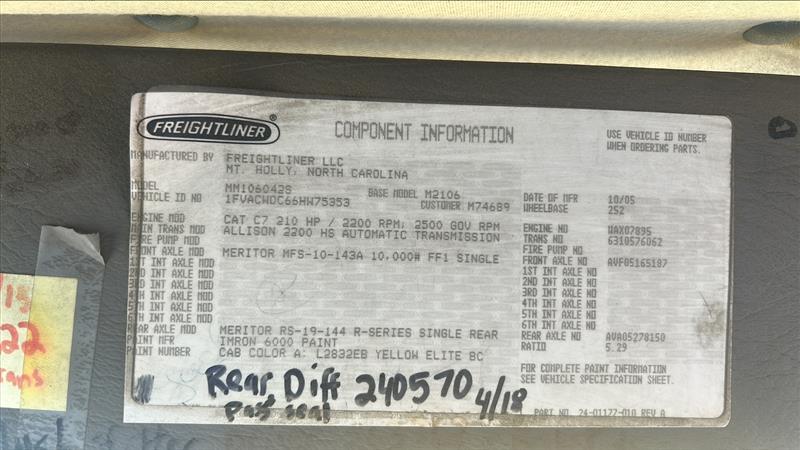 FREIGHTLINER
COMPONENT INFORMATION
USE VEHICLE ID NUMBER
WHEN ORDERING PARTS.
MANUFACTURED BY FREIGHTLINER LLC
MT. HOLLY, NORTH CAROLINA
MODEL MM106042S BASE MODEL M2106 DATE OF MFR 10/05
VEHICLE ID NO 1FVACWDC66HW75353 CUSTOMER M74689 WHEELBASE 252
ENGINE MOD CAT C7 210 HP / 2200 RPM; 2500 GOV RPM ENGINE NO WAX07895
MAIN TRANS MOD ALLISON 2200 HS AUTOMATIC TRANSMISSION TRANS NO 6310576062
FIRE PUMP MOD FIRE PUMP NO
FRONT AXLE MOD MERITOR MFS-10-143A 10,000# FF1 SINGLE FRONT AXLE NO AVF05165187
1ST INT AXLE MOD 1ST INT AXLE NO
2ND INT AXLE MOD 2ND INT AXLE NO
3RD INT AXLE MOD 3RD INT AXLE NO
4TH INT AXLE MOD 4TH INT AXLE NO
5TH INT AXLE MOD 5TH INT AXLE NO
6TH INT AXLE MOD 6TH INT AXLE NO
REAR AXLE MOD MERITOR RS-19-144 R-SERIES SINGLE REAR REAR AXLE NO AVA05278150
PAINT MFR IMRON 6000 PAINT RATIO 5.29
PAINT NUMBER CAB COLOR A: L2832EB YELLOW ELITE BC
FOR COMPLETE PAINT INFORMATION
SEE VEHICLE SPECIFICATION SHEET.
Rear Diff 240570 4/18
seal
PART NO. 24-01177-010 REV A
22